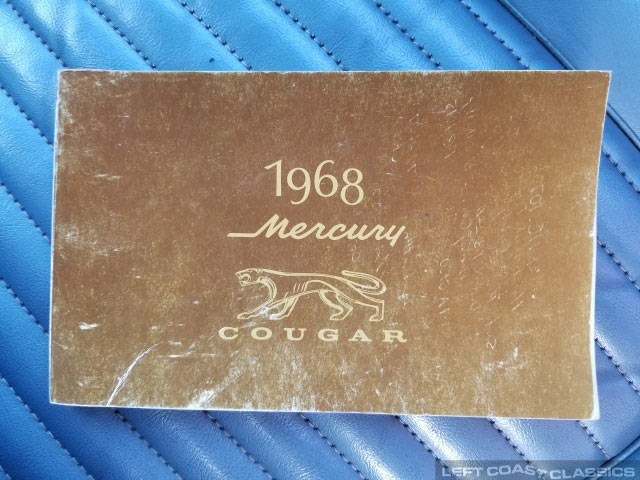 1968
Mercury
COUGAR
LEFT COAST CLASSICS